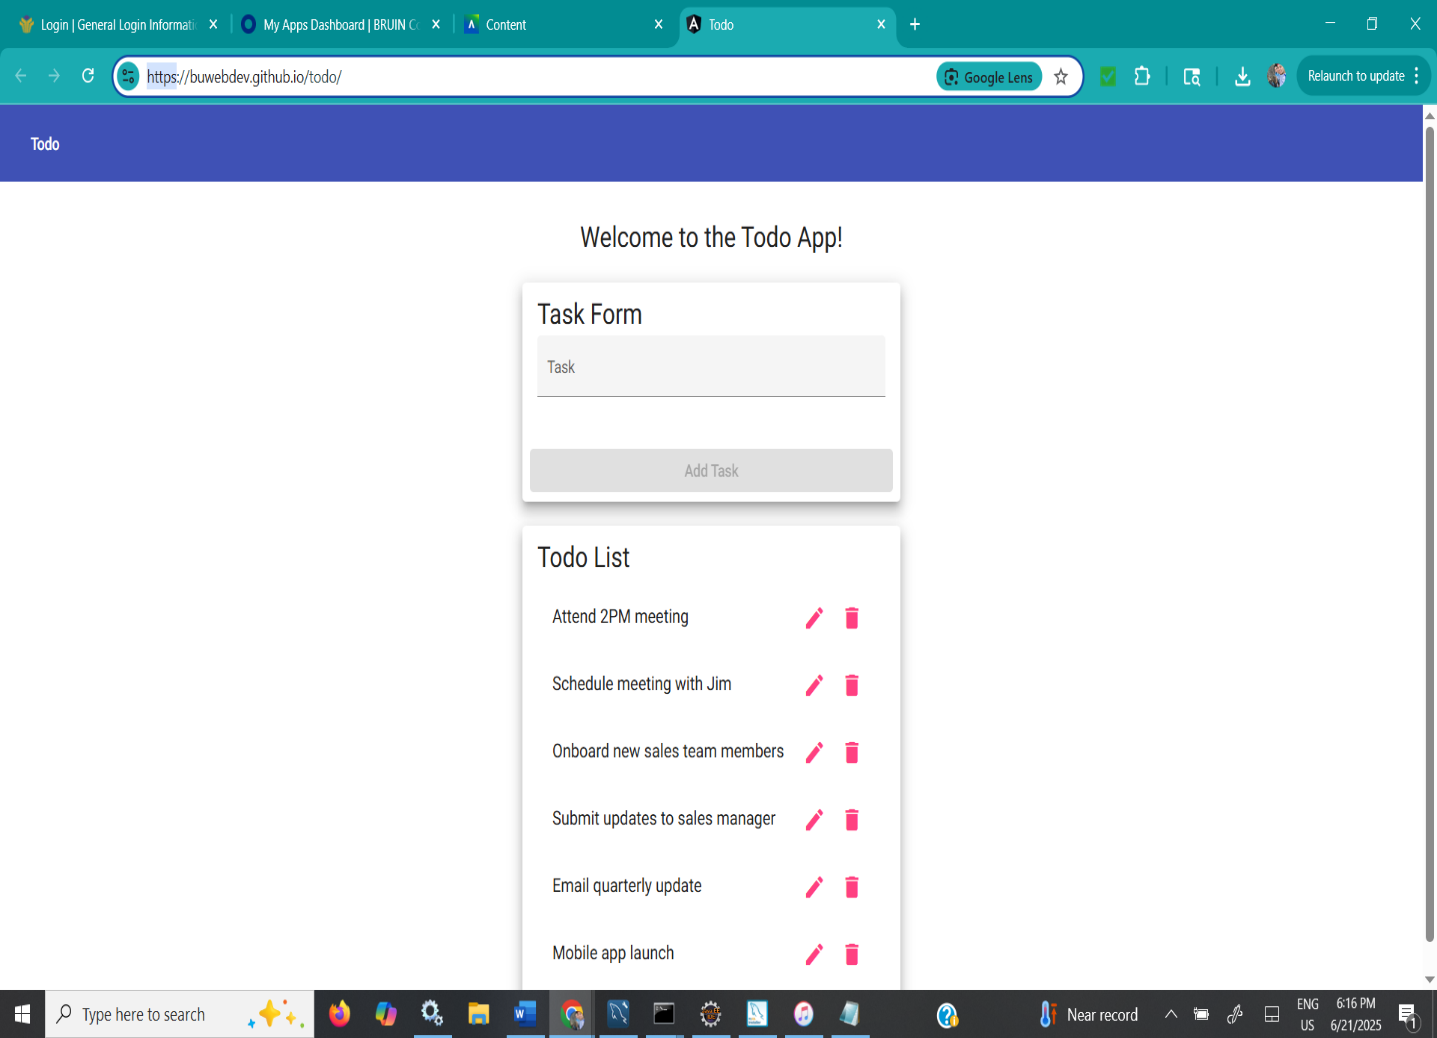 Login | General Login Informati
My Apps Dashboard | BRUIN C
Content
Todo
https://buwebdev.github.io/todo/
Google Lens
Relaunch to update
Todo
Welcome to the Todo App!
Task Form
Task
Add Task
Todo List
Attend 2PM meeting
Schedule meeting with Jim
Onboard new sales team members
Submit updates to sales manager
Email quarterly update
Mobile app launch
Type here to search
Near record
ENG
US
6:16 PM
6/21/2025
1